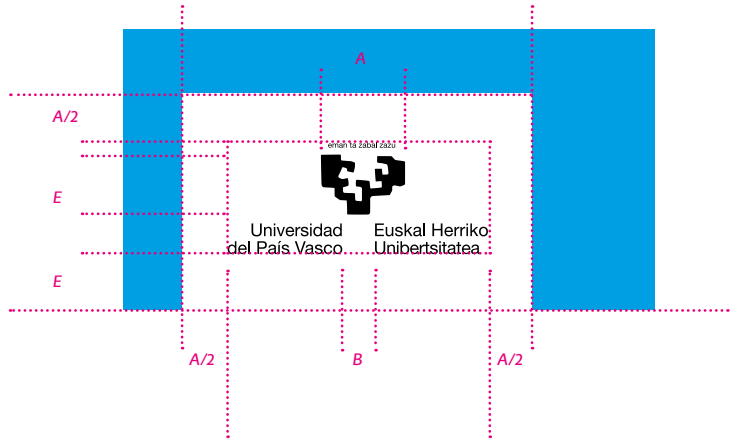 A
A/2
eman ta zabal zazu
E
Universidad
del País Vasco
Euskal Herriko
Unibertsitatea
E
A/2
B
A/2